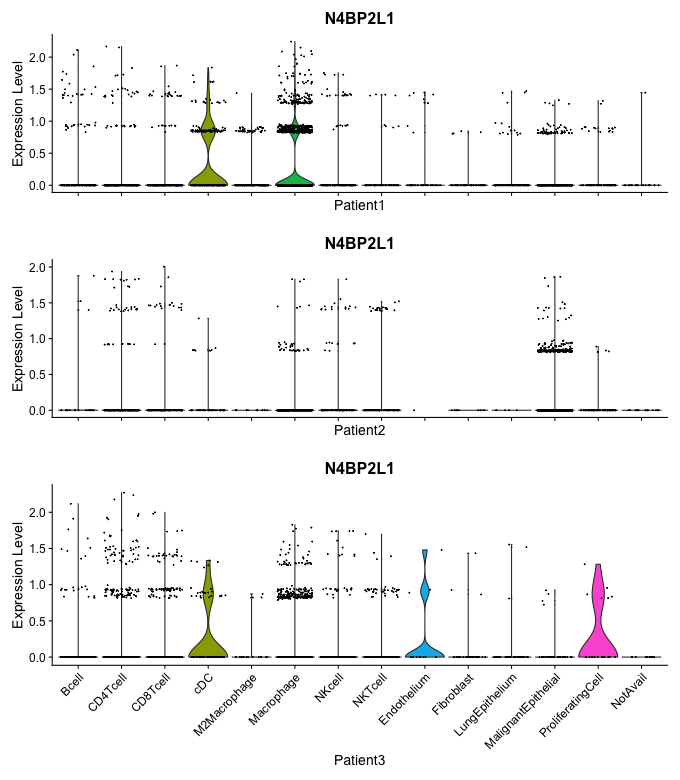 N4BP2L1
Expression Level
2.0
1.5
1.0
0.5
0.0
Patient1
N4BP2L1
Expression Level
2.0
1.5
1.0
0.5
0.0
Patient2
N4BP2L1
Expression Level
2.0
1.5
1.0
0.5
0.0
Bcell
CD4Tcell
CD8Tcell
cDC
M2Macrophage
Macrophage
NKcell
NKTcell
Endothelium
Fibroblast
LungEpithelium
MalignantEpithelial
ProliferatingCell
NotAvail
Patient3